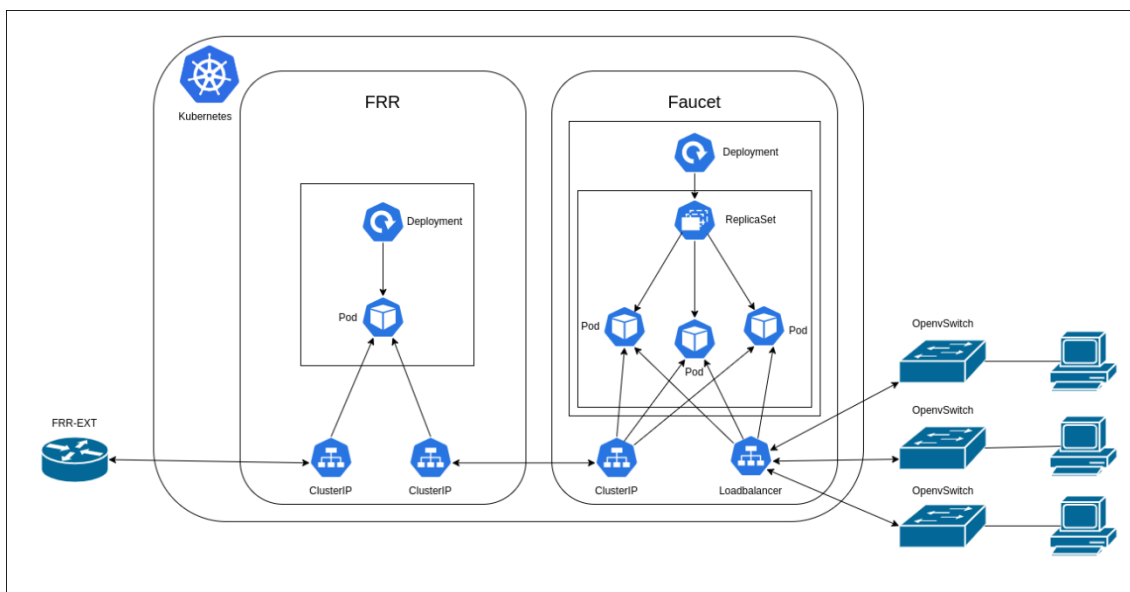 FRR
Faucet
Kubernetes
Deployment
Deployment
ReplicaSet
Pod
Pod
Pod
Pod
OpenvSwitch
OpenvSwitch
OpenvSwitch
FRR-EXT
ClusterIP
ClusterIP
ClusterIP
Loadbalancer